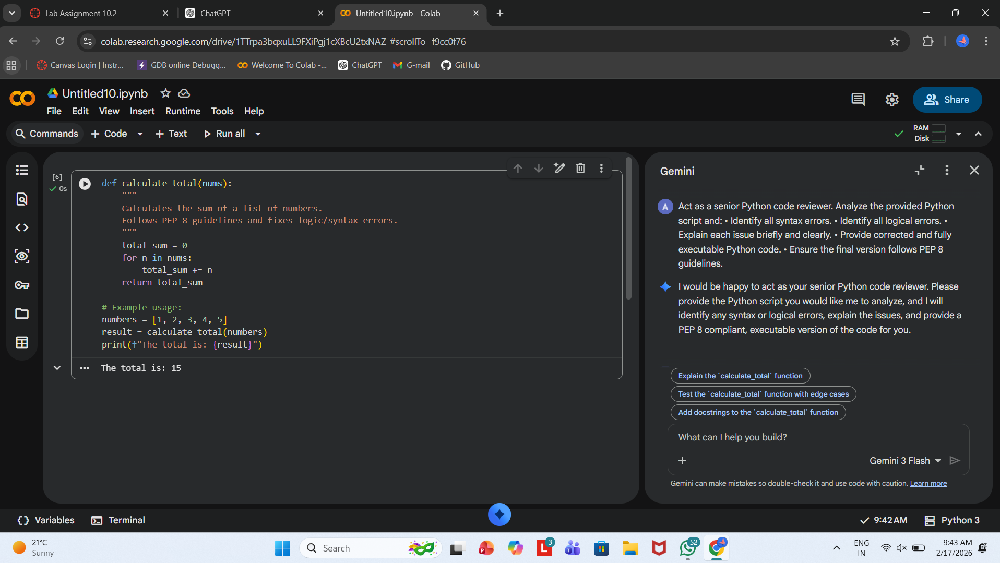 Lab Assignment 10.2
ChatGPT
Untitled10.ipynb - Colab
colab.research.google.com/drive/1TTrpa3bqxuLL9FXiPgj1cXBcU2txNAZ_#scrollTo=f9cc0f76
Canvas Login | Instr...
GDB online Debugg...
Welcome To Colab -...
ChatGPT
G-mail
GitHub
Untitled10.ipynb
File Edit View Insert Runtime Tools Help
Share
Commands + Code + Text Run all
RAM
Disk
[6]
0s
def calculate_total(nums):
"""
Calculates the sum of a list of numbers.
Follows PEP 8 guidelines and fixes logic/syntax errors.
"""
total_sum = 0
for n in nums:
total_sum += n
return total_sum
# Example usage:
numbers = [1, 2, 3, 4, 5]
result = calculate_total(numbers)
print(f"The total is: {result}")
The total is: 15
Gemini
A
Act as a senior Python code reviewer. Analyze the provided Python
script and: • Identify all syntax errors. • Identify all logical errors. •
Explain each issue briefly and clearly. • Provide corrected and fully
executable Python code. • Ensure the final version follows PEP 8
guidelines.
I would be happy to act as your senior Python code reviewer. Please
provide the Python script you would like me to analyze, and I will
identify any syntax or logical errors, explain the issues, and provide a
PEP 8 compliant, executable version of the code for you.
Explain the `calculate_total` function
Test the `calculate_total` function with edge cases
Add docstrings to the `calculate_total` function
What can I help you build?
Gemini 3 Flash
Gemini can make mistakes so double-check it and use code with caution. Learn more
Variables
Terminal
9:42 AM
Python 3
21°C
Sunny
Search
3
52
ENG
IN
9:43 AM
2/17/2026